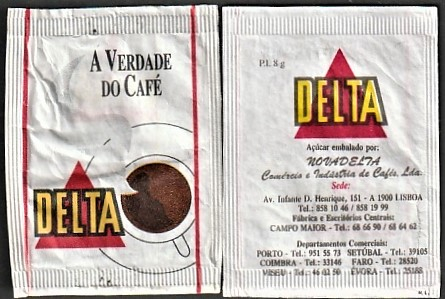 A VERDADE
DO CAFÉ
DELTA
P.L. 8 g
DELTA
Açúcar embalado por:
NOVADELTA
Comércio e Indústria de Cafés, Lda.
Sede:
Av. Infante D. Henrique, 151 - A 1900 LISBOA
Tel.: 858 10 46 / 858 19 99
Fábrica e Escritórios Centrais:
CAMPO MAIOR - Tel.: 68 66 90 / 68 64 62
Departamentos Comerciais:
PORTO - Tel.: 951 55 73 SETÚBAL - Tel.: 39105
COIMBRA - Tel.: 33146 FARO - Tel.: 28520
VISEU - Tel.: 46 02 50 ÉVORA - Tel.: 25188